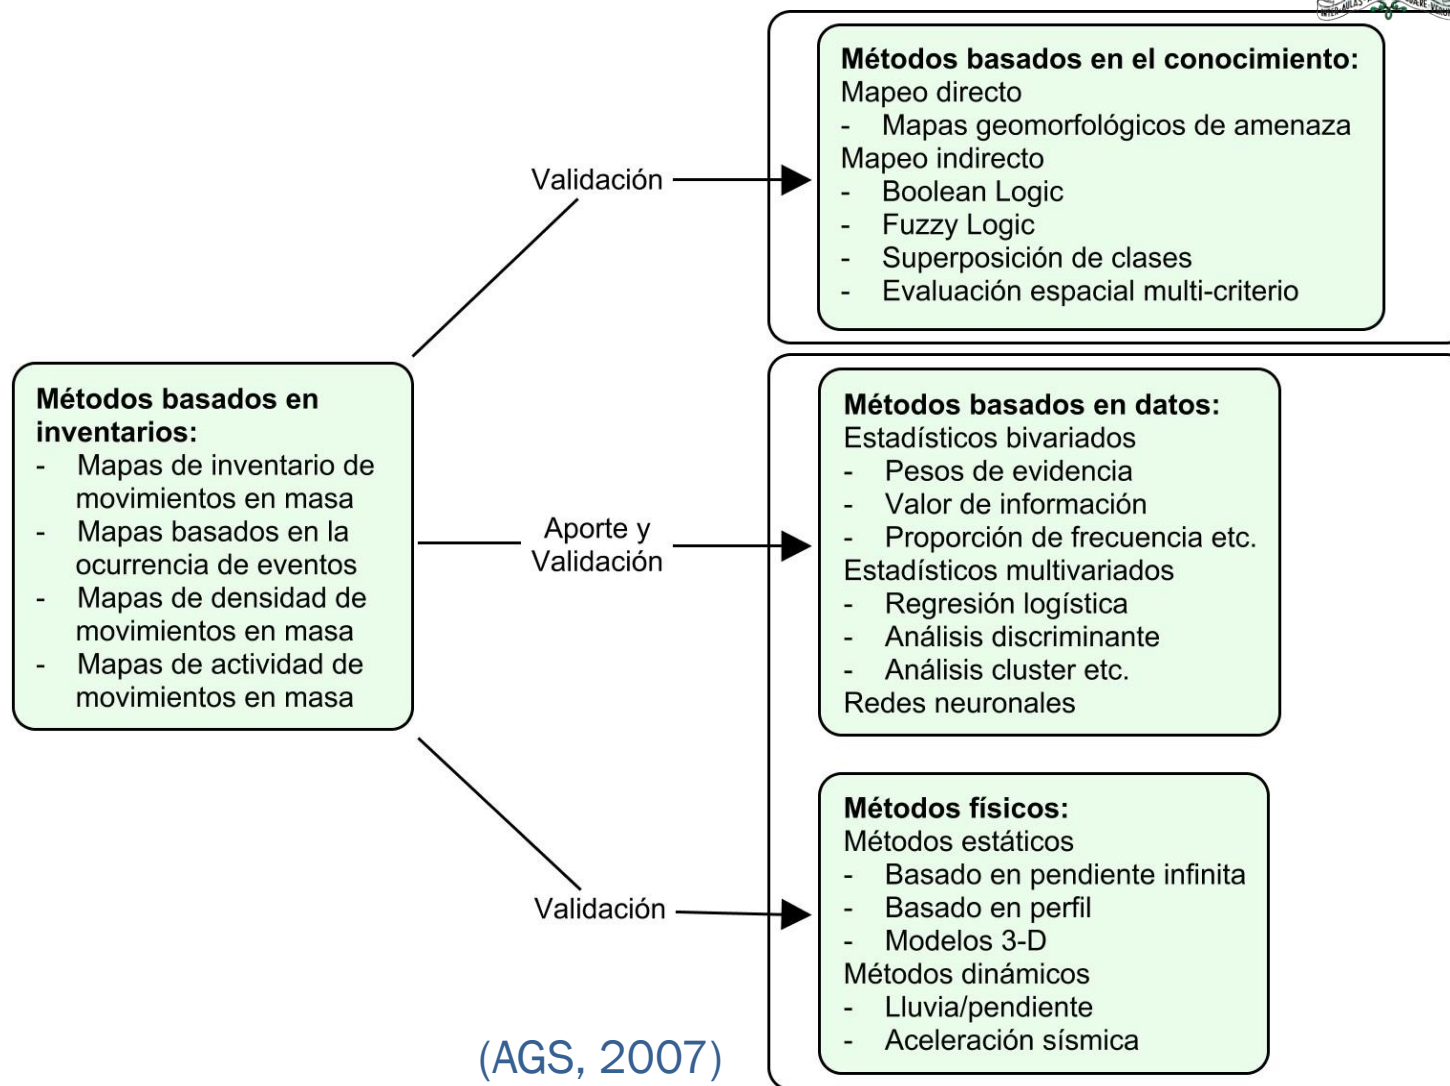 Métodos basados en el conocimiento:
Mapeo directo
- Mapas geomorfológicos de amenaza
Mapeo indirecto
- Boolean Logic
- Fuzzy Logic
- Superposición de clases
- Evaluación espacial multi-criterio
Validación
Métodos basados en
inventarios:
- Mapas de inventario de
movimientos en masa
- Mapas basados en la
ocurrencia de eventos
- Mapas de densidad de
movimientos en masa
- Mapas de actividad de
movimientos en masa
Aporte y
Validación
Métodos basados en datos:
Estadísticos bivariados
- Pesos de evidencia
- Valor de información
- Proporción de frecuencia etc.
Estadísticos multivariados
- Regresión logística
- Análisis discriminante
- Análisis cluster etc.
Redes neuronales
Validación
Métodos físicos:
Métodos estáticos
- Basado en pendiente infinita
- Basado en perfil
- Modelos 3-D
Métodos dinámicos
- Lluvia/pendiente
- Aceleración sísmica
(AGS, 2007)